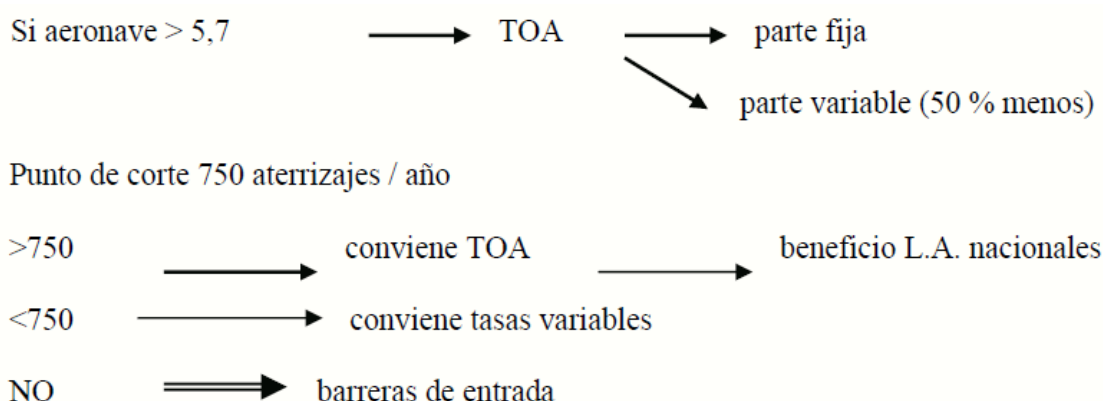 Si aeronave > 5,7 TOA parte fija
parte variable (50 % menos)
Punto de corte 750 aterrizajes / año
>750 conviene TOA beneficio L.A. nacionales
<750 conviene tasas variables
NO barreras de entrada